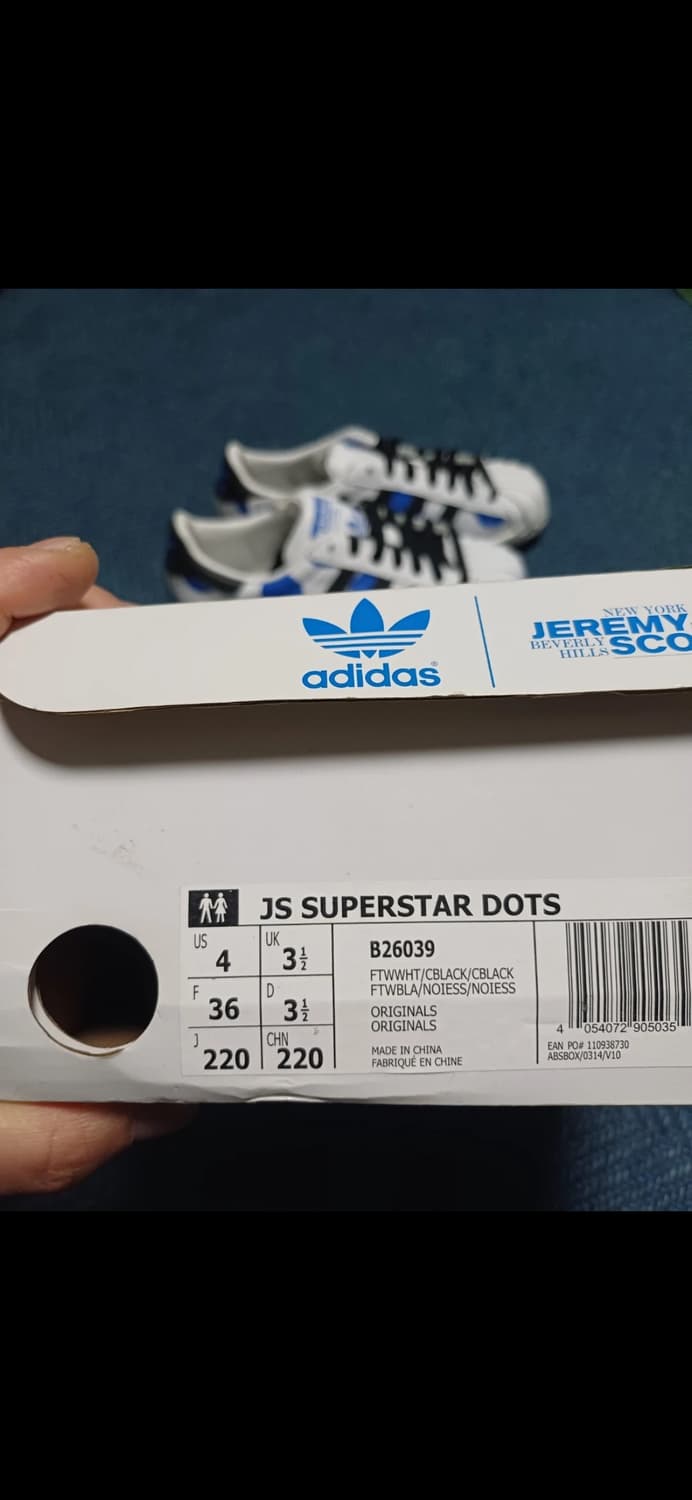 adidas®
NEW YORK
JEREMY
BEVERLY
HILLS
SCO
JS SUPERSTAR DOTS
US
4
UK
3½
F
36
D
3½
J
220
CHN
220
B26039
FTWWHT/CBLACK/CBLACK
FTWBLA/NOIESS/NOIESS
ORIGINALS
ORIGINALS
MADE IN CHINA
FABRIQUÉ EN CHINE
4 054072 905035
EAN PO# 110938730
ABSBOX/0314/V10